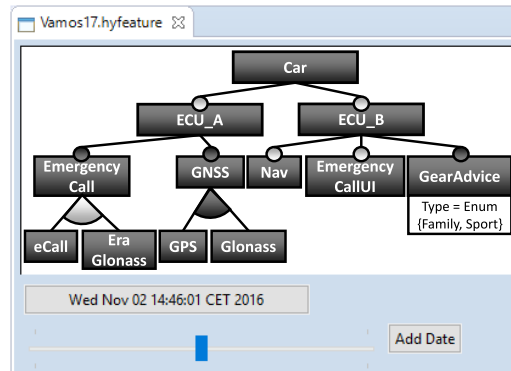 Vamos17.hyfeature
Car
ECU_A
ECU_B
Emergency
Call
GNSS
Nav
Emergency
CallUI
GearAdvice
Type = Enum
{Family, Sport}
eCall
Era
Glonass
GPS
Glonass
Wed Nov 02 14:46:01 CET 2016
Add Date